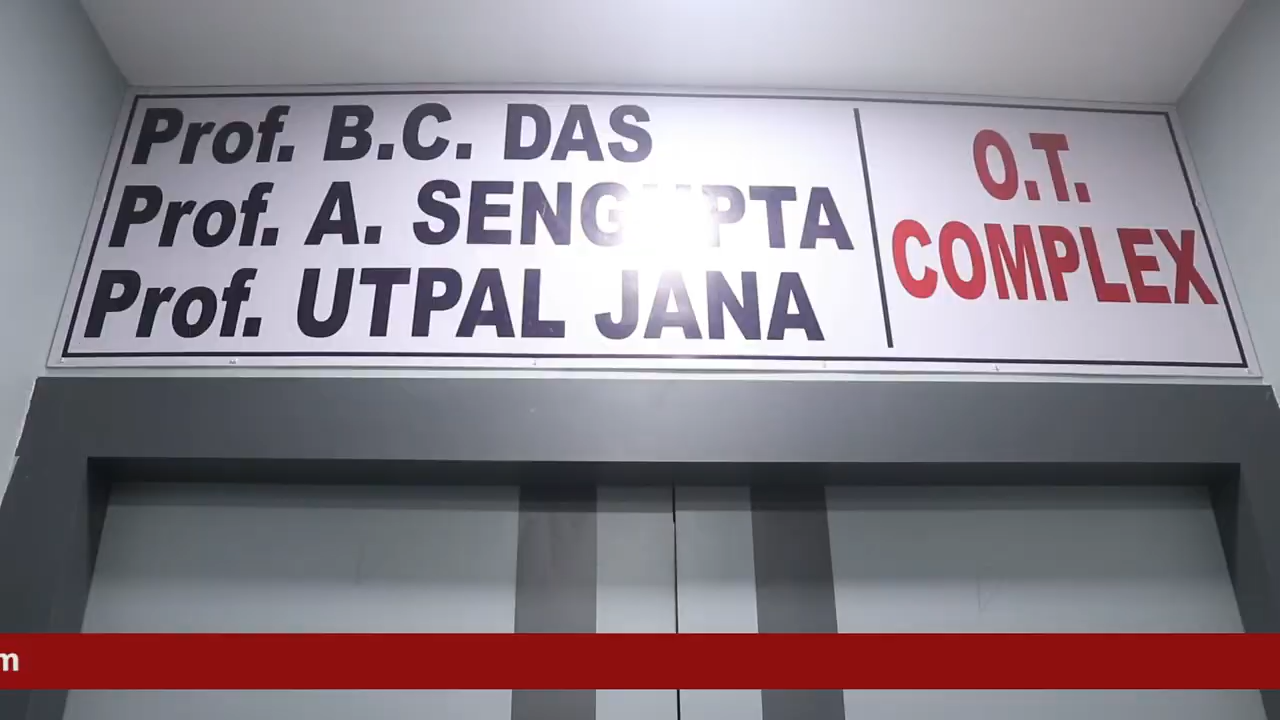 Prof. B.C. DAS
Prof. A. SENGUPTA
Prof. UTPAL JANA
O.T.
COMPLEX
m